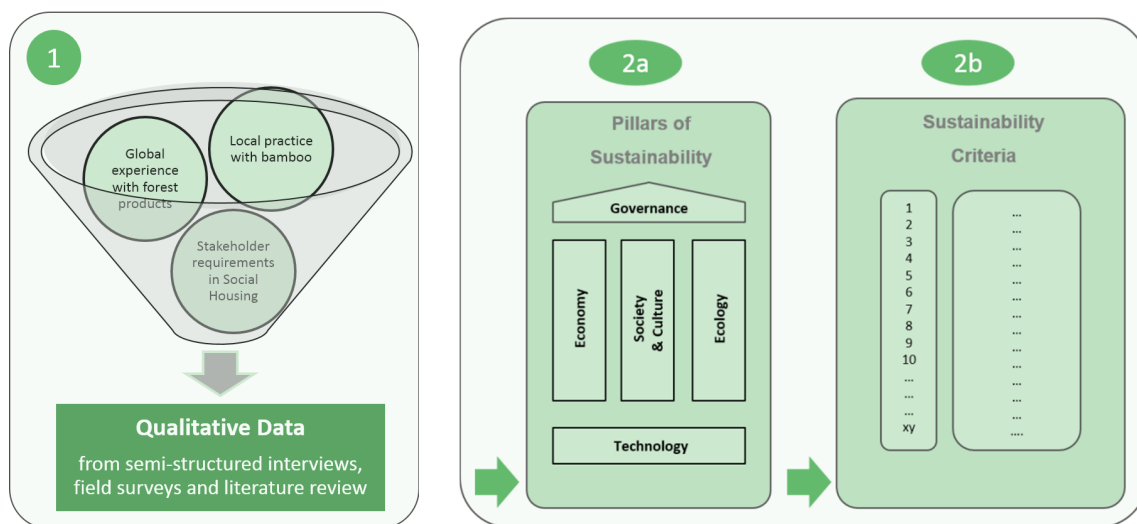 1
Global
experience
with forest
products
Local practice
with bamboo
Stakeholder
requirements
in Social
Housing
Qualitative Data
from semi-structured interviews,
field surveys and literature review
2a
Pillars of
Sustainability
Governance
Economy
Society
& Culture
Ecology
Technology
2b
Sustainability
Criteria
1
2
3
4
5
6
7
8
9
10
...
...
...
xy
...
...
...
...
...
...
...
...
...
...
...
...
...
....